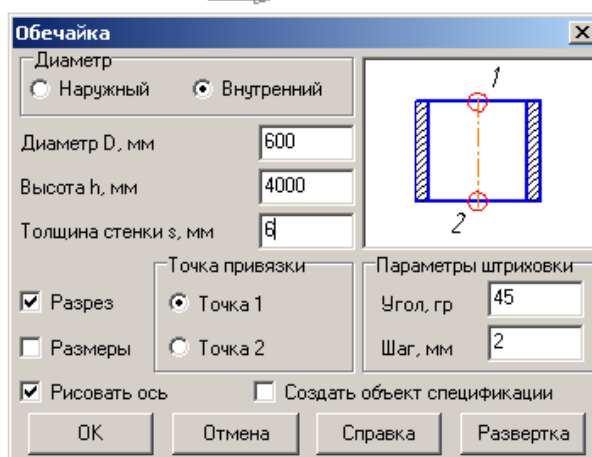 Обечайка
Диаметр
Наружный Внутренний
Диаметр D, мм 600
Высота h, мм 4000
Толщина стенки s, мм 6
1
2
Точка привязки Параметры штриховки
Разрез Точка 1 Угол, гр 45
Размеры Точка 2 Шаг, мм 2
Рисовать ось Создать объект спецификации
OK Отмена Справка Развертка